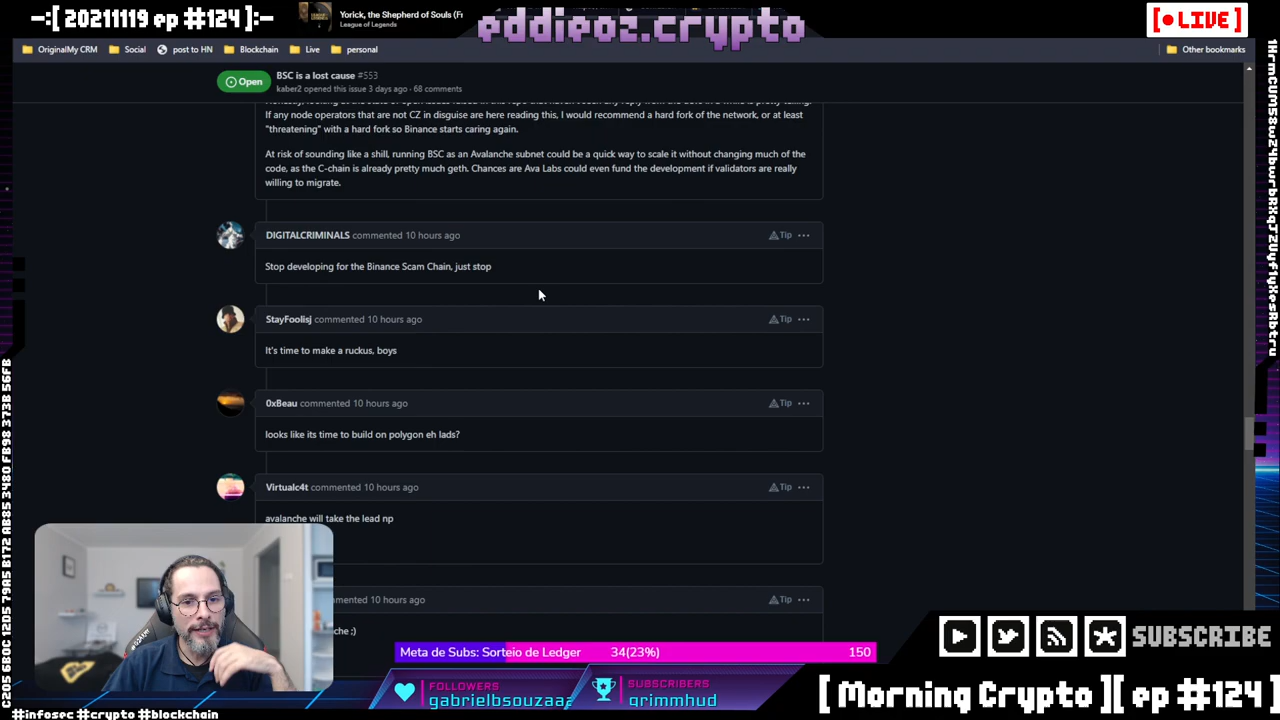 -:[ 20211119 ep #124 ]:-
Yorick, the Shepherd of Souls (Fr
League of Legends
eddieoz.crypto
[●LIVE]
OriginalMy CRM
Social
post to HN
Blockchain
Live
personal
Other bookmarks
Open
BSC is a lost cause #553
kaber2 opened this issue 3 days ago · 68 comments
If any node operators that are not CZ in disguise are here reading this, I would recommend a hard fork of the network, or at least
"threatening" with a hard fork so Binance starts caring again.
At risk of sounding like a shill, running BSC as an Avalanche subnet could be a quick way to scale it without changing much of the
code, as the C-chain is already pretty much geth. Chances are Ava Labs could even fund the development if validators are really
willing to migrate.
DIGITALCRIMINALS commented 10 hours ago
Tip ···
Stop developing for the Binance Scam Chain, just stop
StayFoolisj commented 10 hours ago
Tip ···
It's time to make a ruckus, boys
0xBeau commented 10 hours ago
Tip ···
looks like its time to build on polygon eh lads?
Virtualc4t commented 10 hours ago
Tip ···
avalanche will take the lead np
mmented 10 hours ago
Tip ···
che ;)
Meta de Subs: Sorteio de Ledger 34(23%) 150
SUBSCRIBE
FOLLOWERS
gabrielbsouzaaa
SUBSCRIBERS
grimmhud
[ Morning Crypto ][ ep #124 ]
#infosec #crypto #blockchain